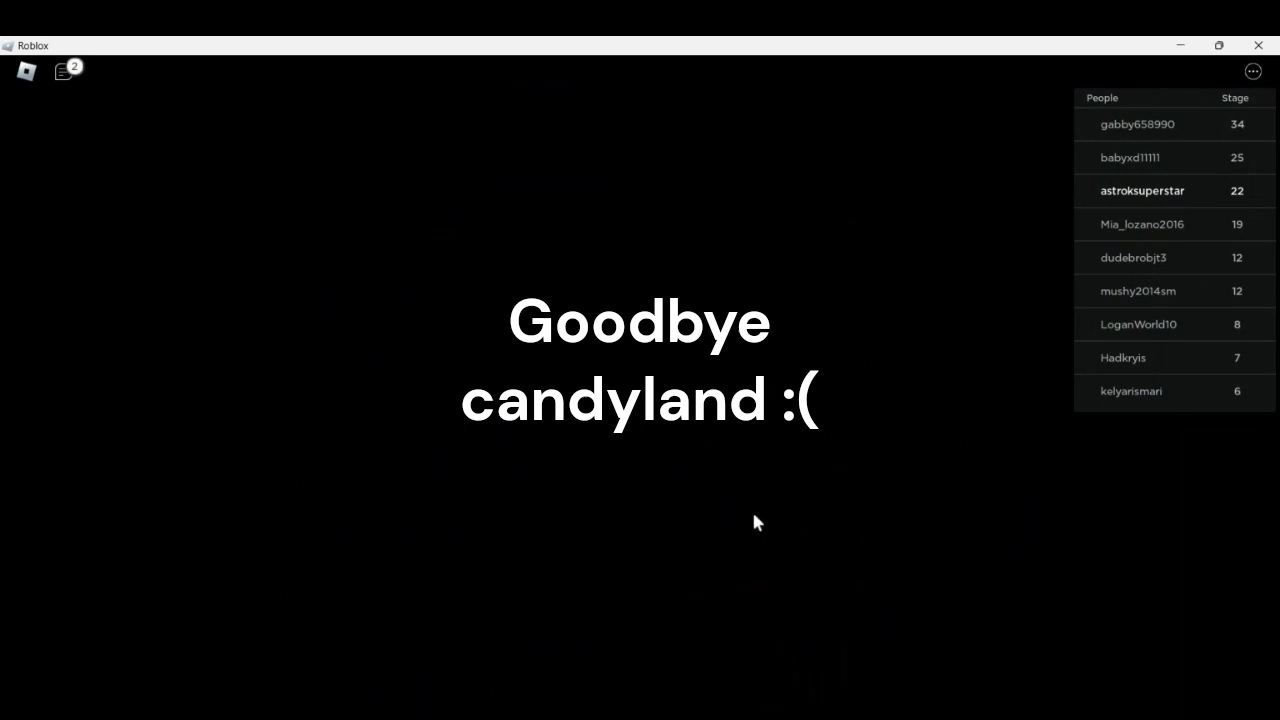 Roblox
2
People Stage
gabby658990 34
babyxd11111 25
astroksuperstar 22
Mia_lozano2016 19
dudebrobjt3 12
mushy2014sm 12
LoganWorld10 8
Hadkryis 7
kelyarismari 6
Goodbye
candyland :(